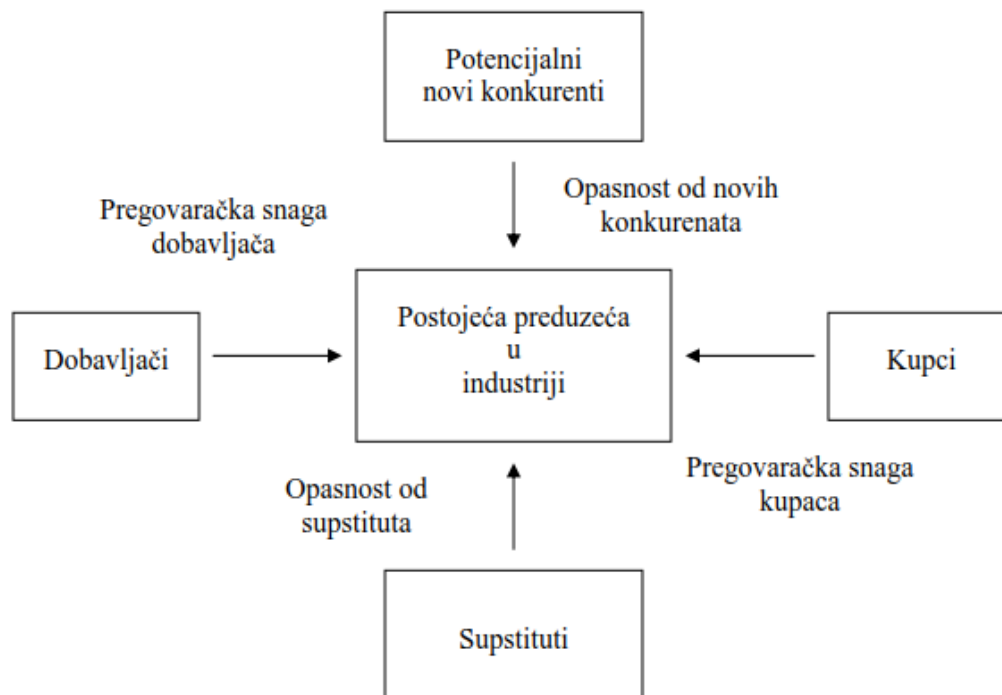 Potencijalni
novi konkurenti
Opasnost od novih
konkurenata
Pregovaračka snaga
dobavljača
Postojeća preduzeća
u
industriji
Dobavljači
Kupci
Opasnost od
supstituta
Pregovaračka snaga
kupaca
Supstituti